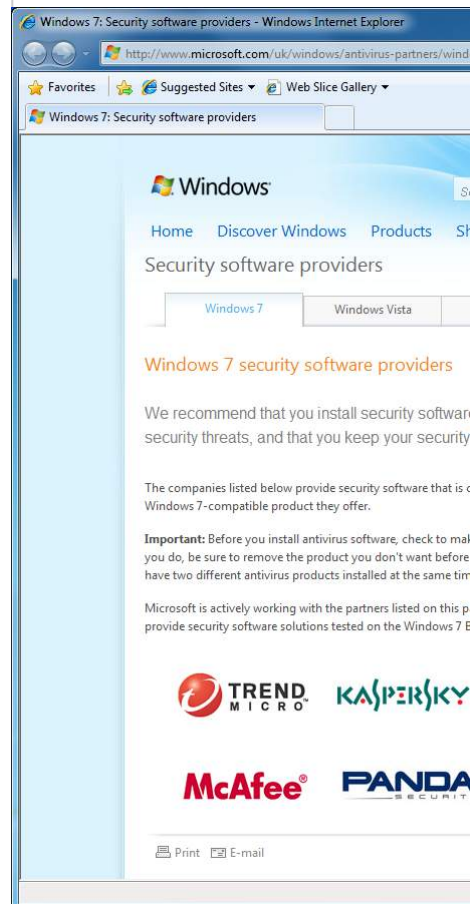 Windows 7: Security software providers - Windows Internet Explorer
http://www.microsoft.com/uk/windows/antivirus-partners/wind
Favorites Suggested Sites Web Slice Gallery
Windows 7: Security software providers
Windows
Home Discover Windows Products Sh
Security software providers
Windows 7 Windows Vista
Windows 7 security software providers
We recommend that you install security software
security threats, and that you keep your security
The companies listed below provide security software that is c
Windows 7-compatible product they offer.
Important: Before you install antivirus software, check to mak
you do, be sure to remove the product you don't want before
have two different antivirus products installed at the same tim
Microsoft is actively working with the partners listed on this p
provide security software solutions tested on the Windows 7 B
TREND KASPERSKY
MICRO
McAfee® PANDA
SECURIT
Print E-mail